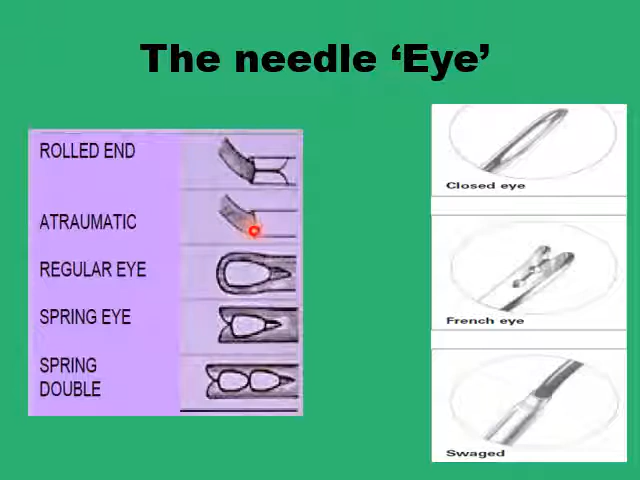 The needle ‘Eye’
ROLLED END
ATRAUMATIC
REGULAR EYE
SPRING EYE
SPRING
DOUBLE
Closed eye
French eye
Swaged